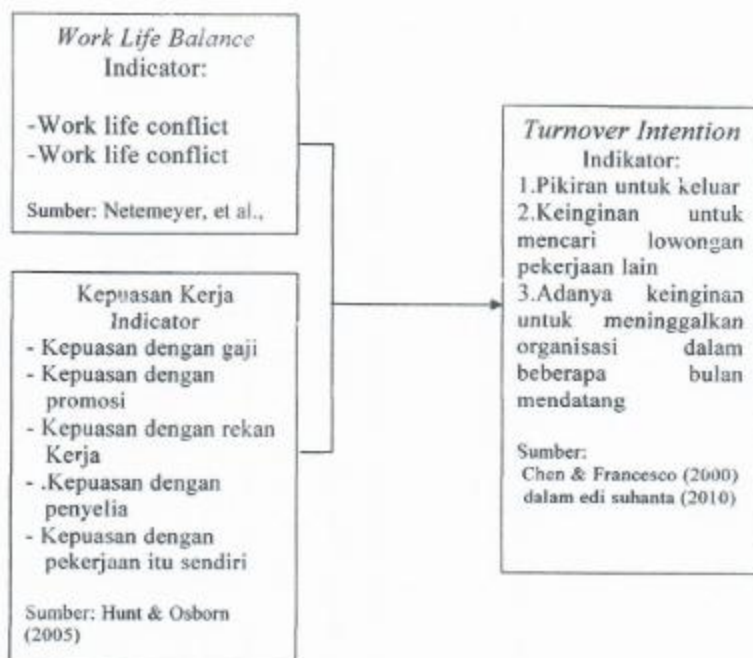 Work Life Balance
Indicator:
-Work life conflict
-Work life conflict
Sumber: Netemeyer, et al.,
Kepuasan Kerja
Indicator
- Kepuasan dengan gaji
- Kepuasan dengan
promosi
- Kepuasan dengan rekan
Kerja
- .Kepuasan dengan
penyelia
- Kepuasan dengan
pekerjaan itu sendiri
Sumber: Hunt & Osborn
(2005)
Turnover Intention
Indikator:
1.Pikiran untuk keluar
2.Keinginan untuk
mencari lowongan
pekerjaan lain
3.Adanya keinginan
untuk meninggalkan
organisasi dalam
beberapa bulan
mendatang
Sumber:
Chen & Francesco (2000)
dalam edi suhanta (2010)